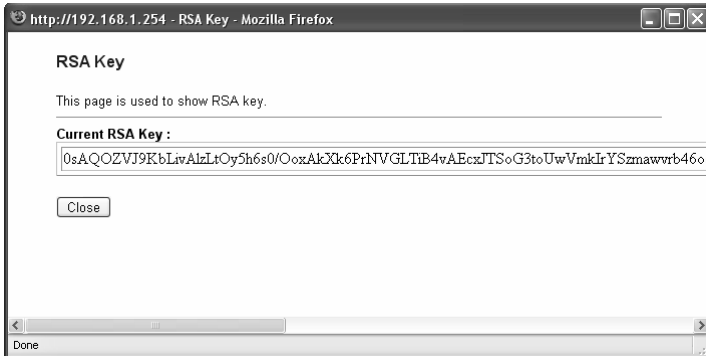 http://192.168.1.254 - RSA Key - Mozilla Firefox
RSA Key
This page is used to show RSA key.
Current RSA Key :
0sAQOZVJ9KbLivAlzLtOy5h6s0/OoxAkXk6PrNVGLTiB4vAEcxJTSoG3toUwVmkIrYSzmawvrb46o
Close
Done